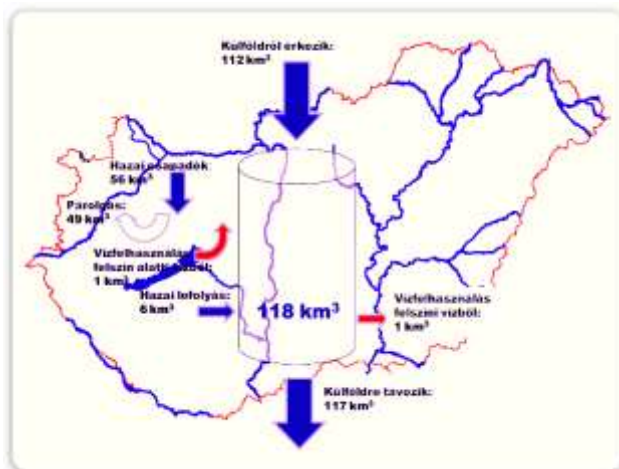 Külföldről érkezik:
112 km³
Hazai csapadék:
56 km³
Párolgás:
49 km³
Vízfelhasználás
felszín alatti vízből:
1 km³
Hazai lefolyás:
6 km³
118 km³
Vízfelhasználás
felszíni vízből:
1 km³
Külföldre távozik:
117 km³